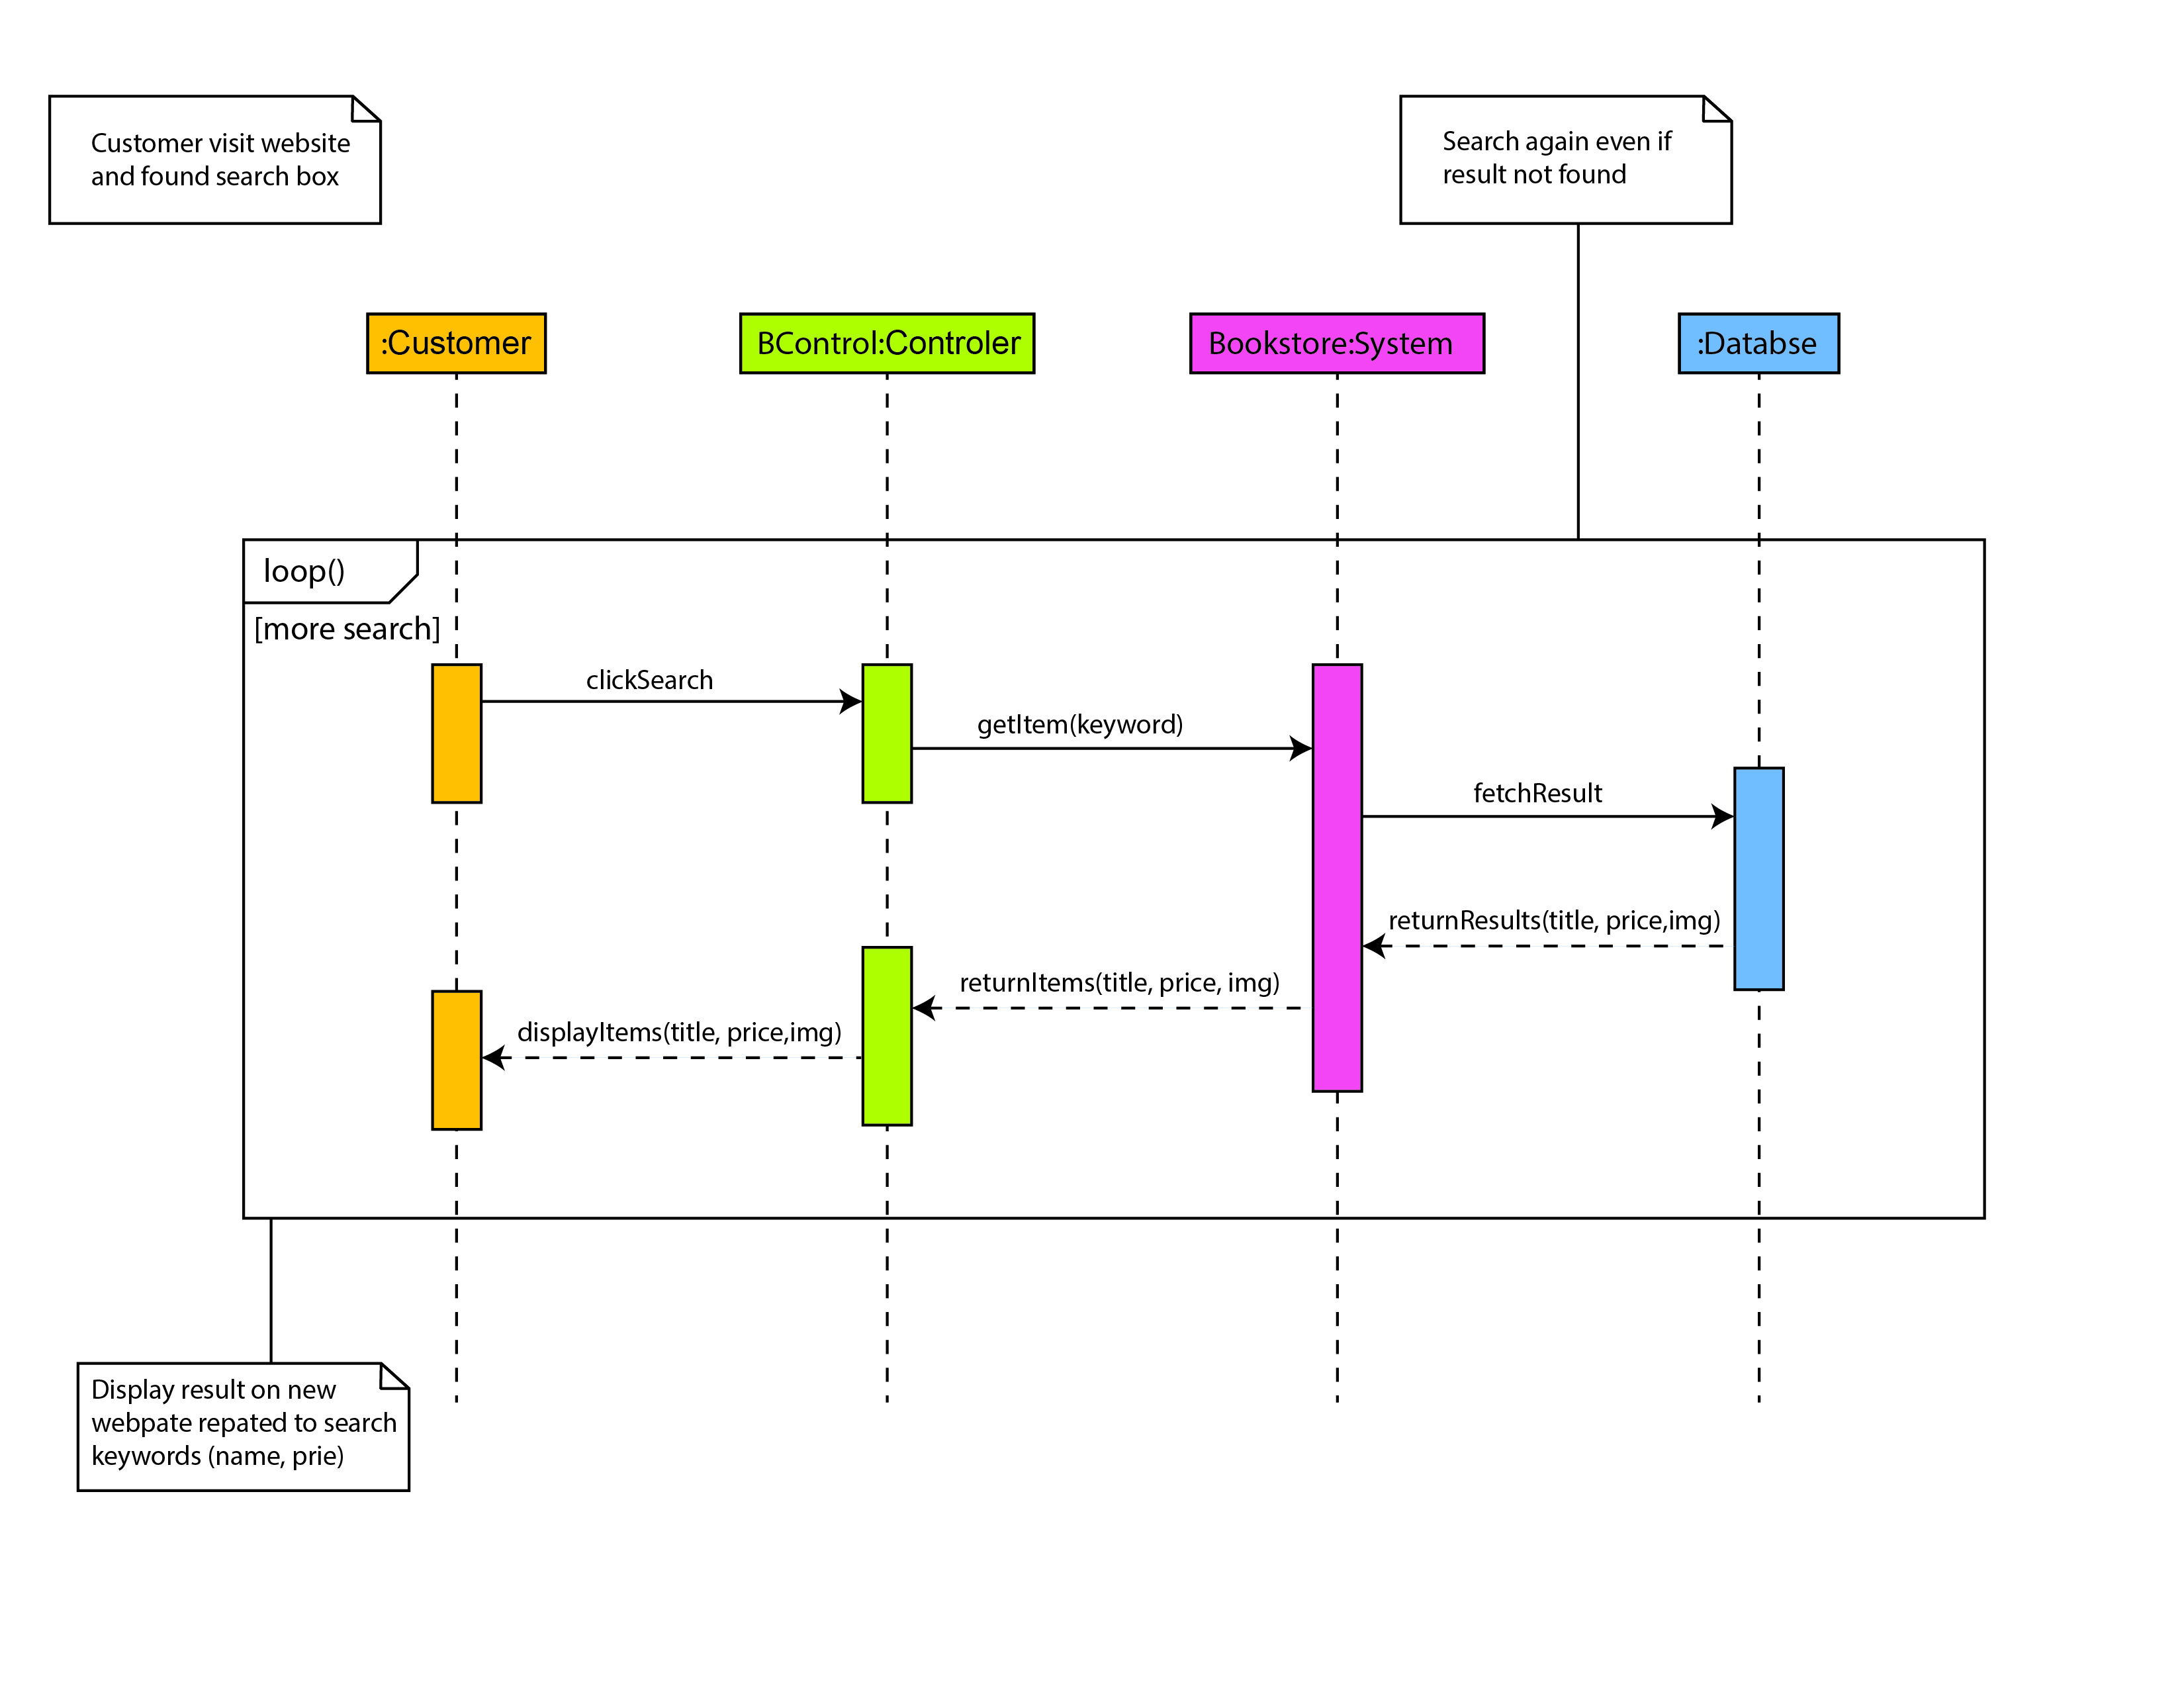 Customer visit website
and found search box
Search again even if
result not found
:Customer
BControl:Controler
Bookstore:System
:Databse
loop()
[more search]
clickSearch
getItem(keyword)
fetchResult
returnResults(title, price,img)
returnItems(title, price, img)
displayItems(title, price,img)
Display result on new
webpate repated to search
keywords (name, prie)